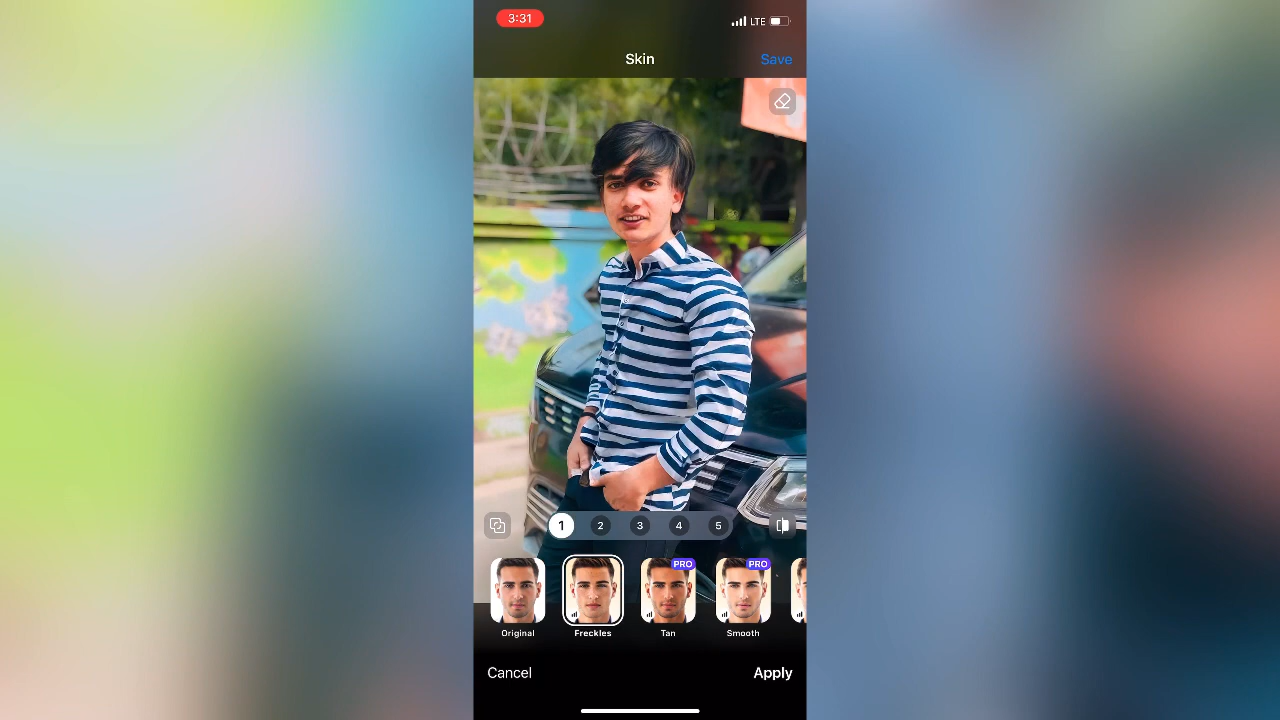 3:31
LTE
Skin
Save
1 2 3 4 5
PRO
PRO
Original
Freckles
Tan
Smooth
Cancel
Apply